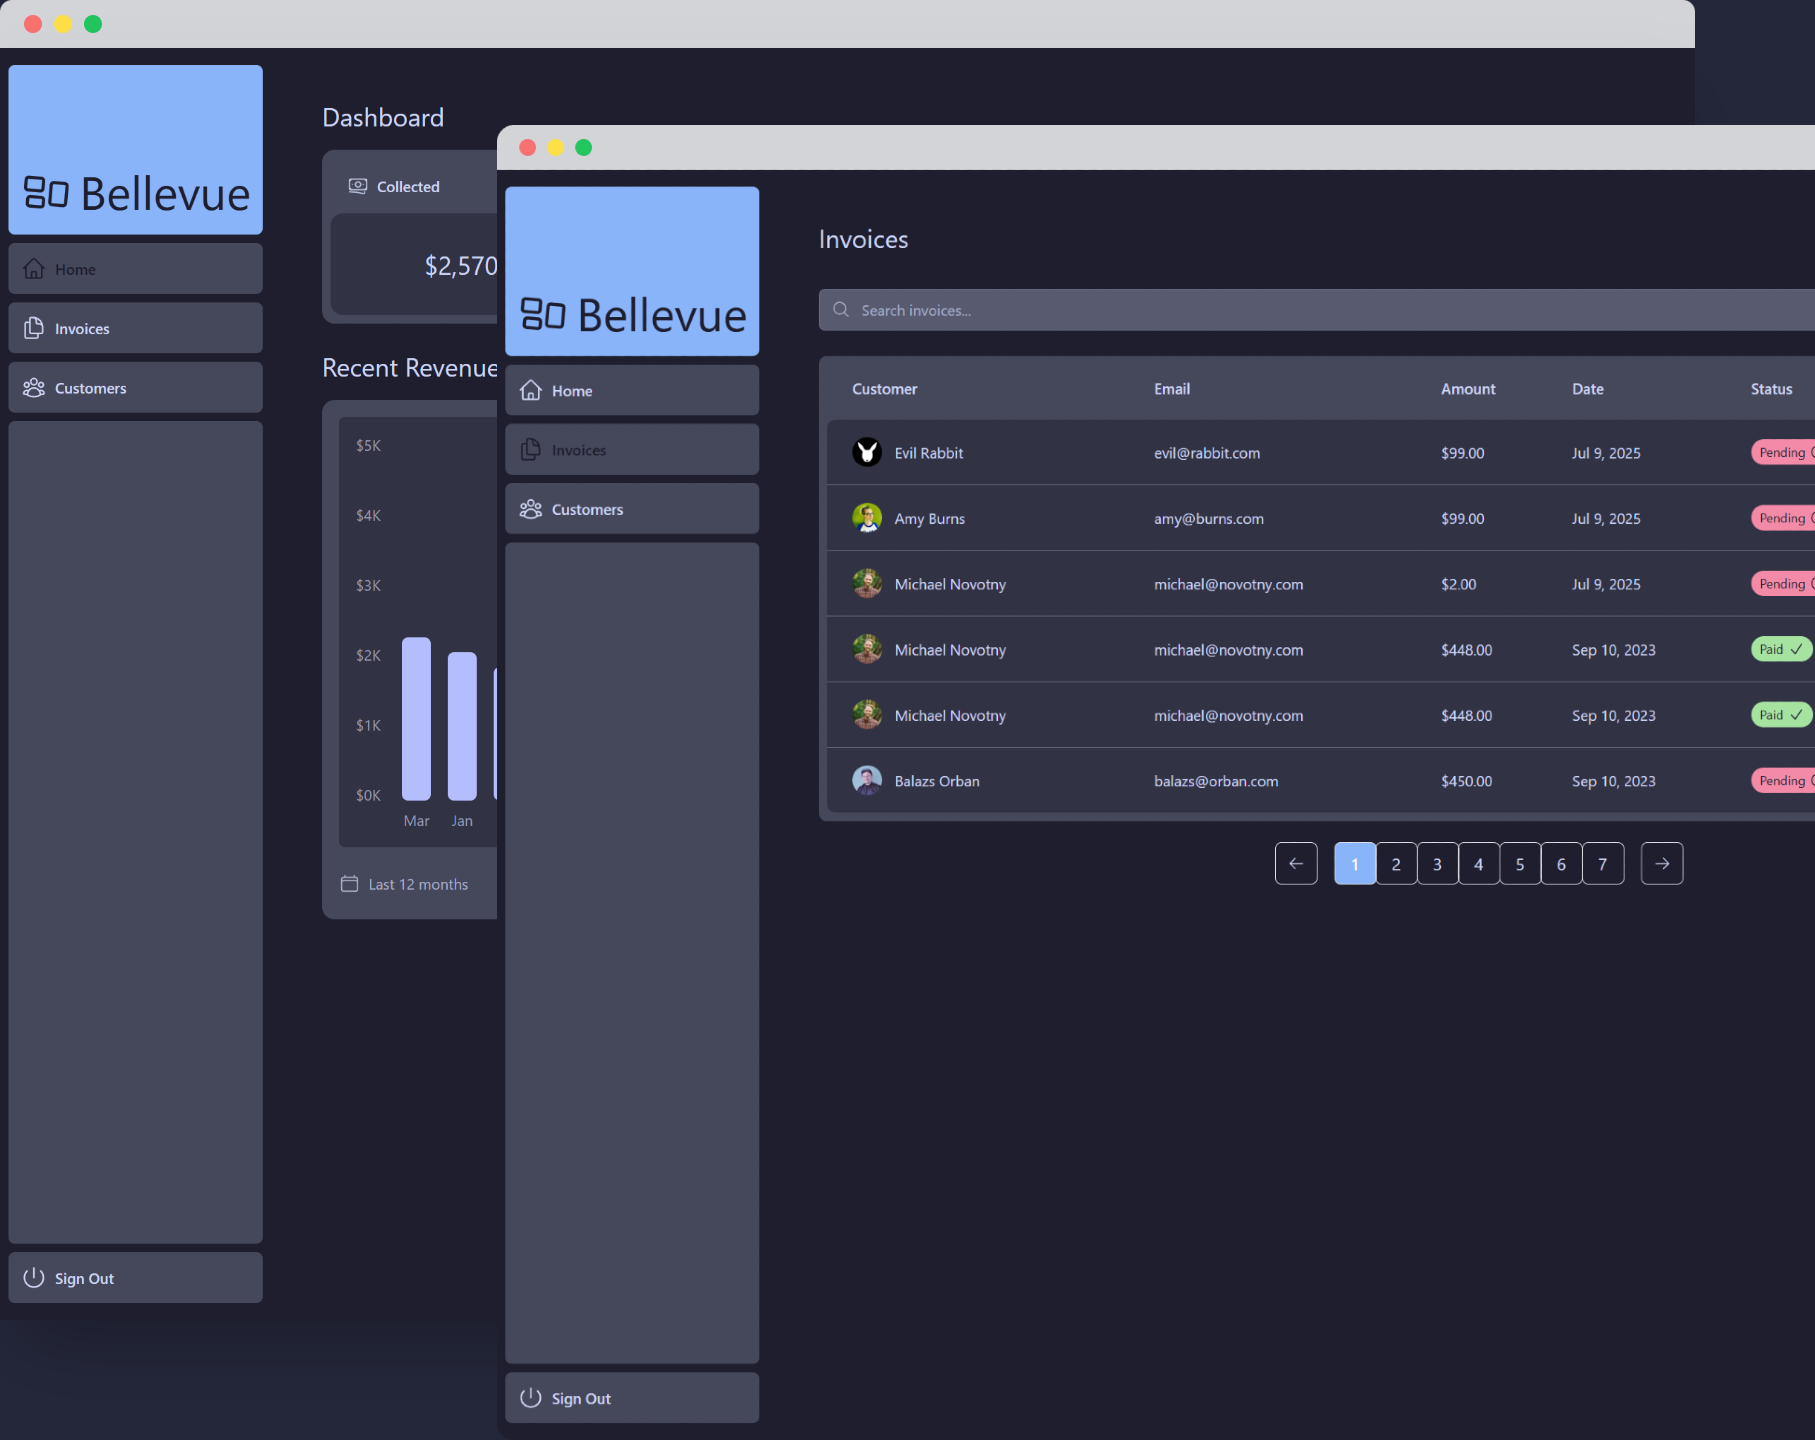 Bellevue
Home
Invoices
Customers
Sign Out
Dashboard
Collected
$2,570
Recent Revenue
$5K
$4K
$3K
$2K
$1K
$0K
Mar Jan
Last 12 months
Bellevue
Home
Invoices
Customers
Sign Out
Invoices
Search invoices...
Customer Email Amount Date Status
Evil Rabbit evil@rabbit.com $99.00 Jul 9, 2025 Pending
Amy Burns amy@burns.com $99.00 Jul 9, 2025 Pending
Michael Novotny michael@novotny.com $2.00 Jul 9, 2025 Pending
Michael Novotny michael@novotny.com $448.00 Sep 10, 2023 Paid
Michael Novotny michael@novotny.com $448.00 Sep 10, 2023 Paid
Balazs Orban balazs@orban.com $450.00 Sep 10, 2023 Pending
1 2 3 4 5 6 7